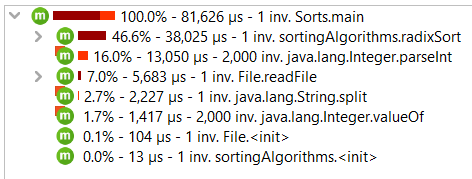 m 100.0% - 81,626 µs - 1 inv. Sorts.main
m 46.6% - 38,025 µs - 1 inv. sortingAlgorithms.radixSort
m 16.0% - 13,050 µs - 2,000 inv. java.lang.Integer.parseInt
m 7.0% - 5,683 µs - 1 inv. File.readFile
m 2.7% - 2,227 µs - 1 inv. java.lang.String.split
m 1.7% - 1,417 µs - 2,000 inv. java.lang.Integer.valueOf
m 0.1% - 104 µs - 1 inv. File.<init>
m 0.0% - 13 µs - 1 inv. sortingAlgorithms.<init>